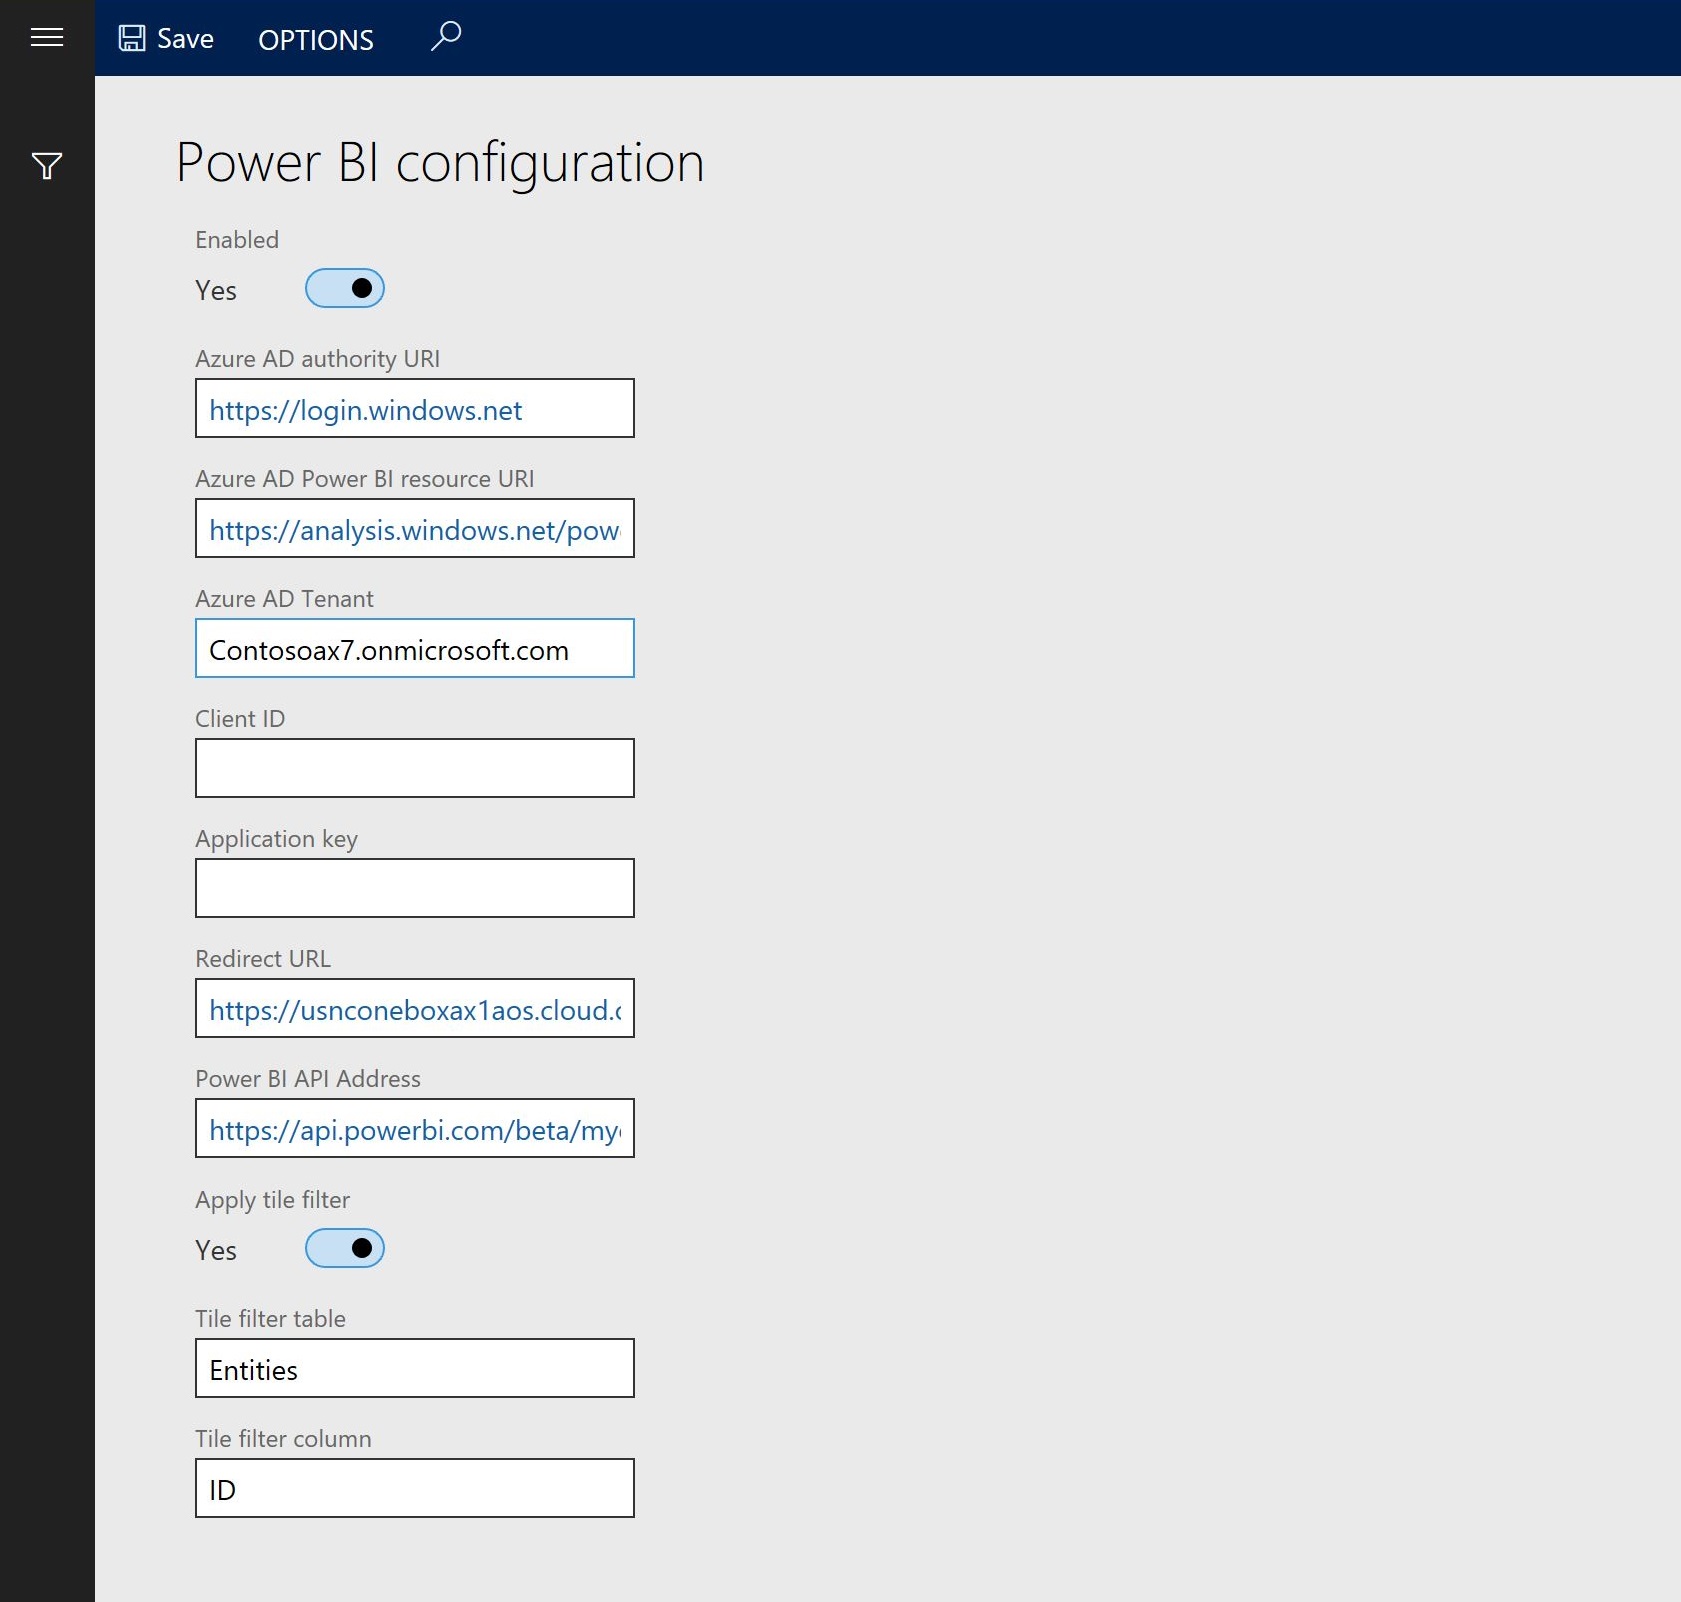 Save OPTIONS
Power BI configuration
Enabled
Yes
Azure AD authority URI
https://login.windows.net
Azure AD Power BI resource URI
https://analysis.windows.net/pow
Azure AD Tenant
Contosoax7.onmicrosoft.com
Client ID
Application key
Redirect URL
https://usnconeboxax1aos.cloud.
Power BI API Address
https://api.powerbi.com/beta/my
Apply tile filter
Yes
Tile filter table
Entities
Tile filter column
ID